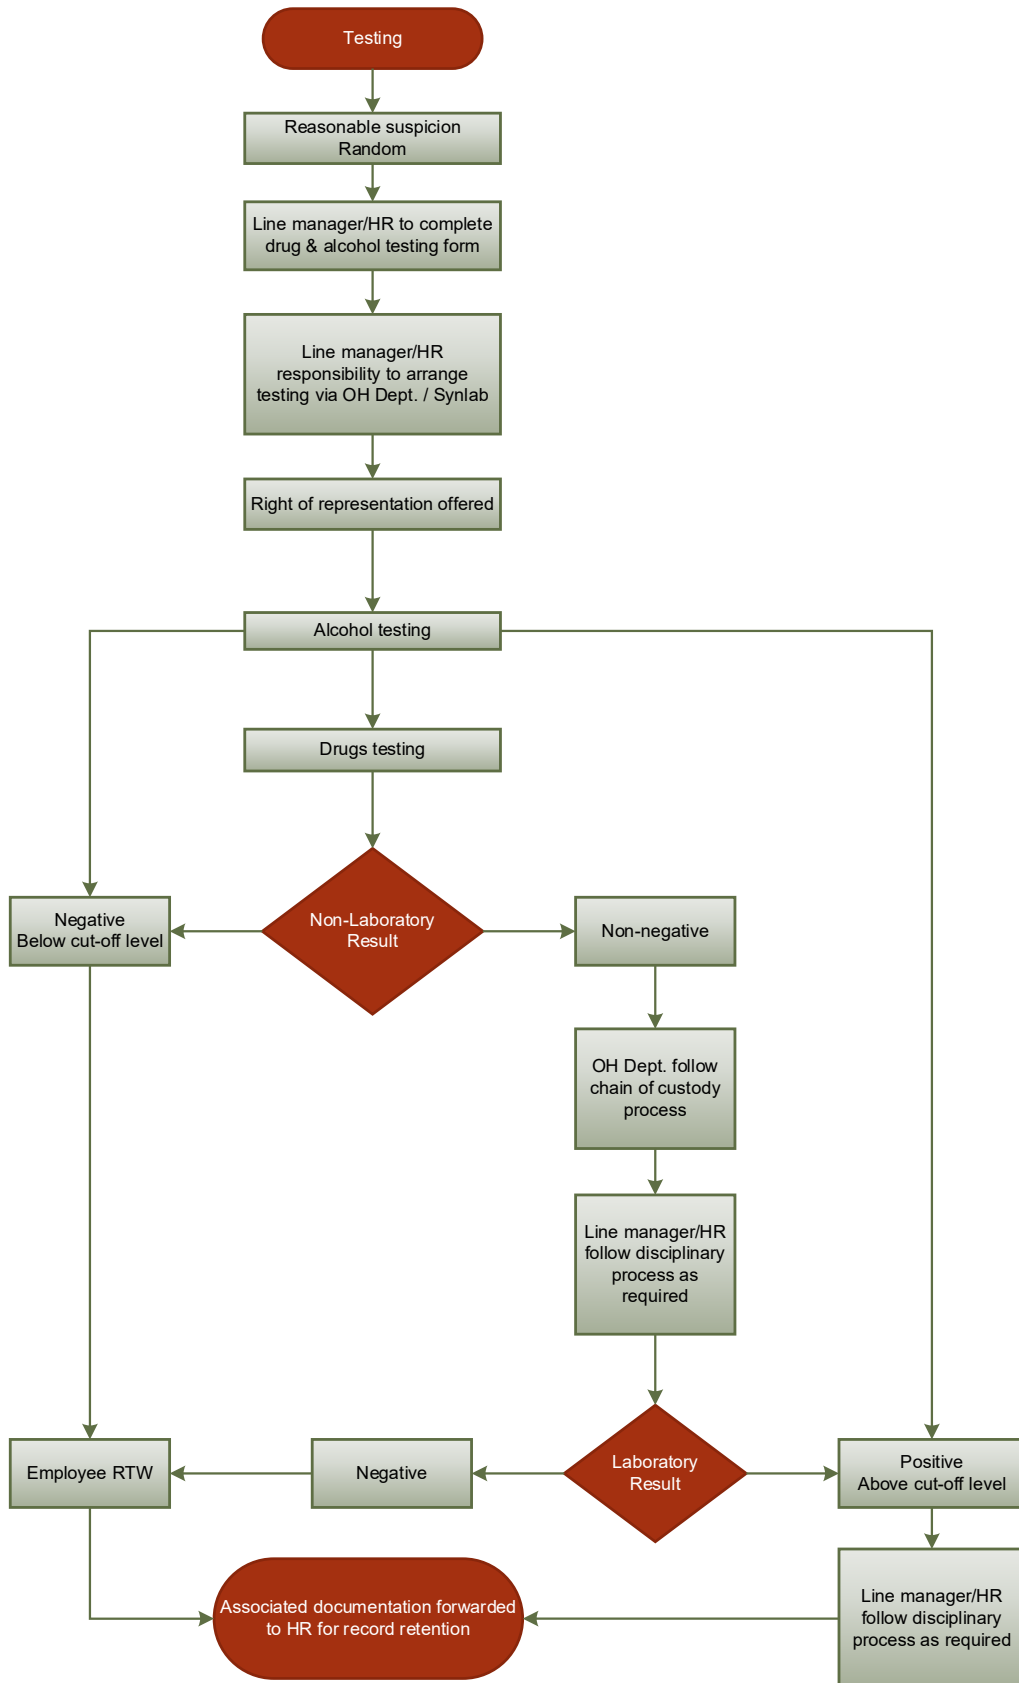 Testing
Reasonable suspicion
Random
Line manager/HR to complete
drug & alcohol testing form
Line manager/HR
responsibility to arrange
testing via OH Dept. / Synlab
Right of representation offered
Alcohol testing
Drugs testing
Negative
Below cut-off level
Non-Laboratory
Result
Non-negative
OH Dept. follow
chain of custody
process
Line manager/HR
follow disciplinary
process as
required
Employee RTW
Negative
Laboratory
Result
Positive
Above cut-off level
Associated documentation forwarded
to HR for record retention
Line manager/HR
follow disciplinary
process as required